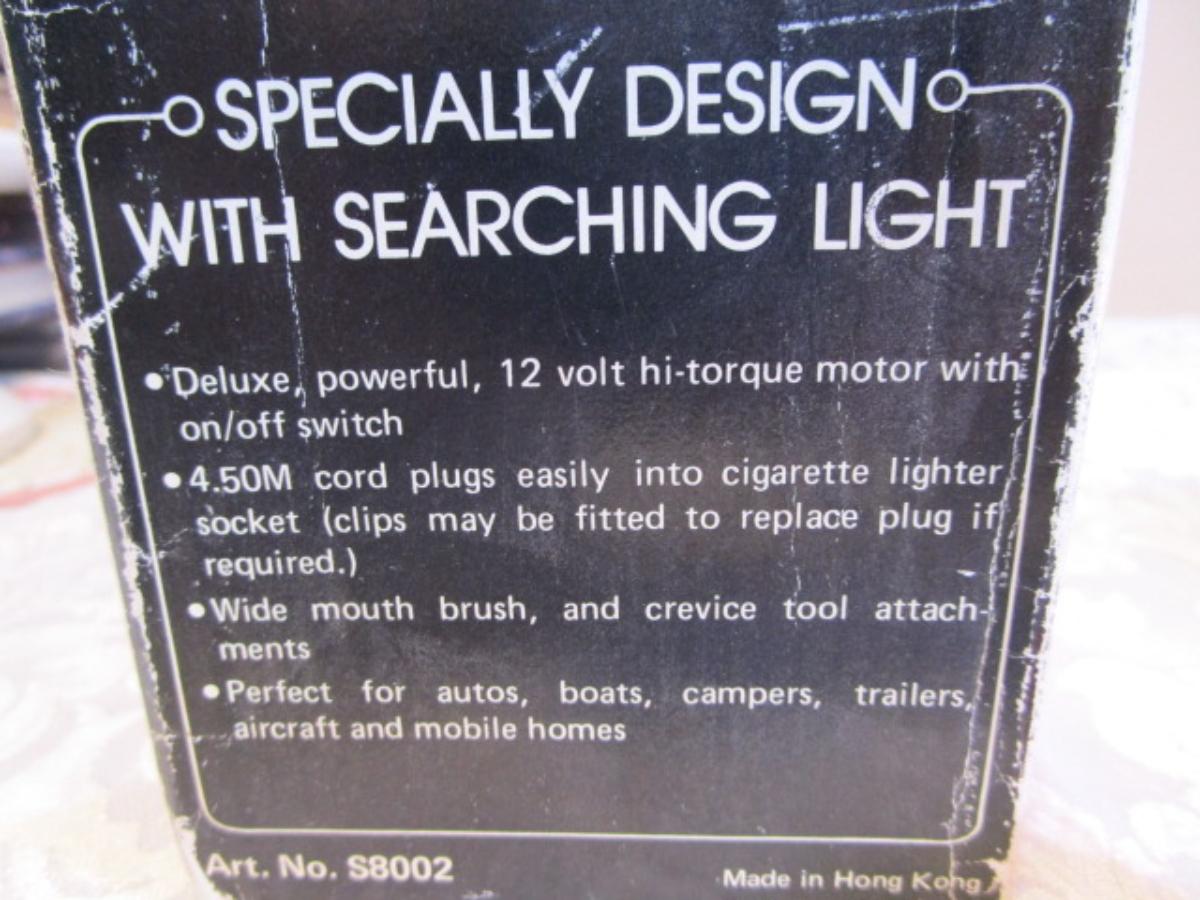 SPECIALLY DESIGN
WITH SEARCHING LIGHT
• Deluxe, powerful, 12 volt hi-torque motor with
on/off switch
• 4.50M cord plugs easily into cigarette lighter
socket (clips may be fitted to replace plug if
required.)
• Wide mouth brush, and crevice tool attach-
ments
• Perfect for autos, boats, campers, trailers,
aircraft and mobile homes
Art. No. S8002
Made in Hong Kong